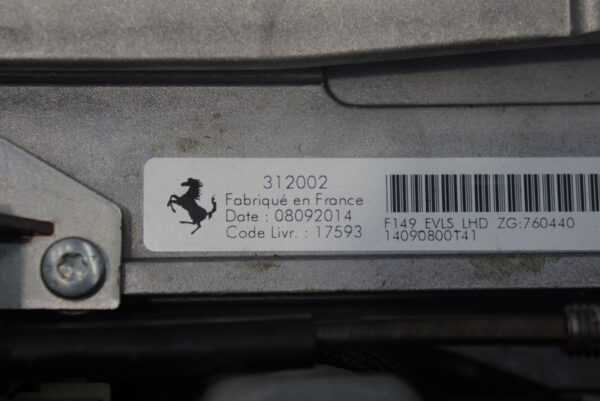 312002
Fabriqué en France
Date : 08092014
Code Livr. : 17593
F149 EVLS LHD ZG:760440
14090800T41